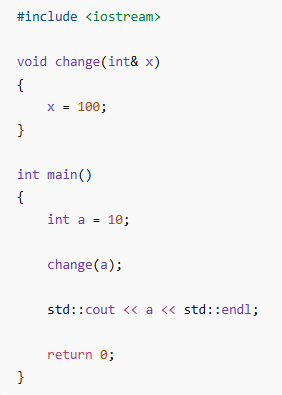 #include <iostream>
void change(int& x)
{
    x = 100;
}
int main()
{
    int a = 10;
    change(a);
    std::cout << a << std::endl;
    return 0;
}